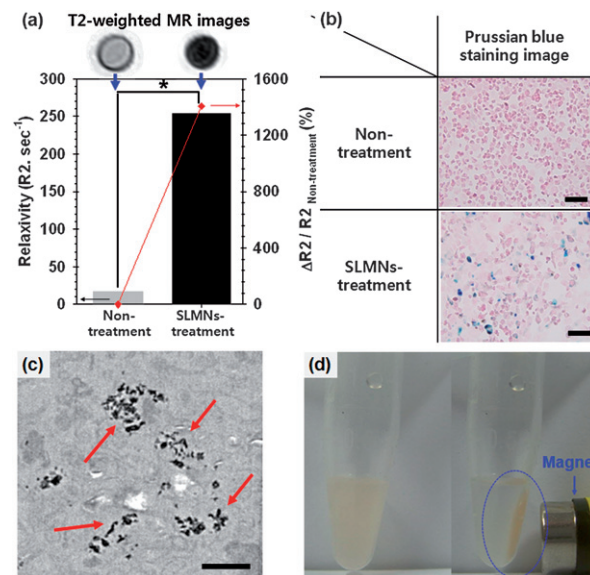 (a) T2-weighted MR images
300
250
200
150
100
50
0
Relaxivity (R2. sec⁻¹)
*
1600
1200
800
400
0
ΔR2 / R2 Non-treatment (%)
Non-
treatment
SLMNs-
treatment
(b)
Prussian blue
staining image
Non-
treatment
SLMNs-
treatment
(c)
(d)
Magne